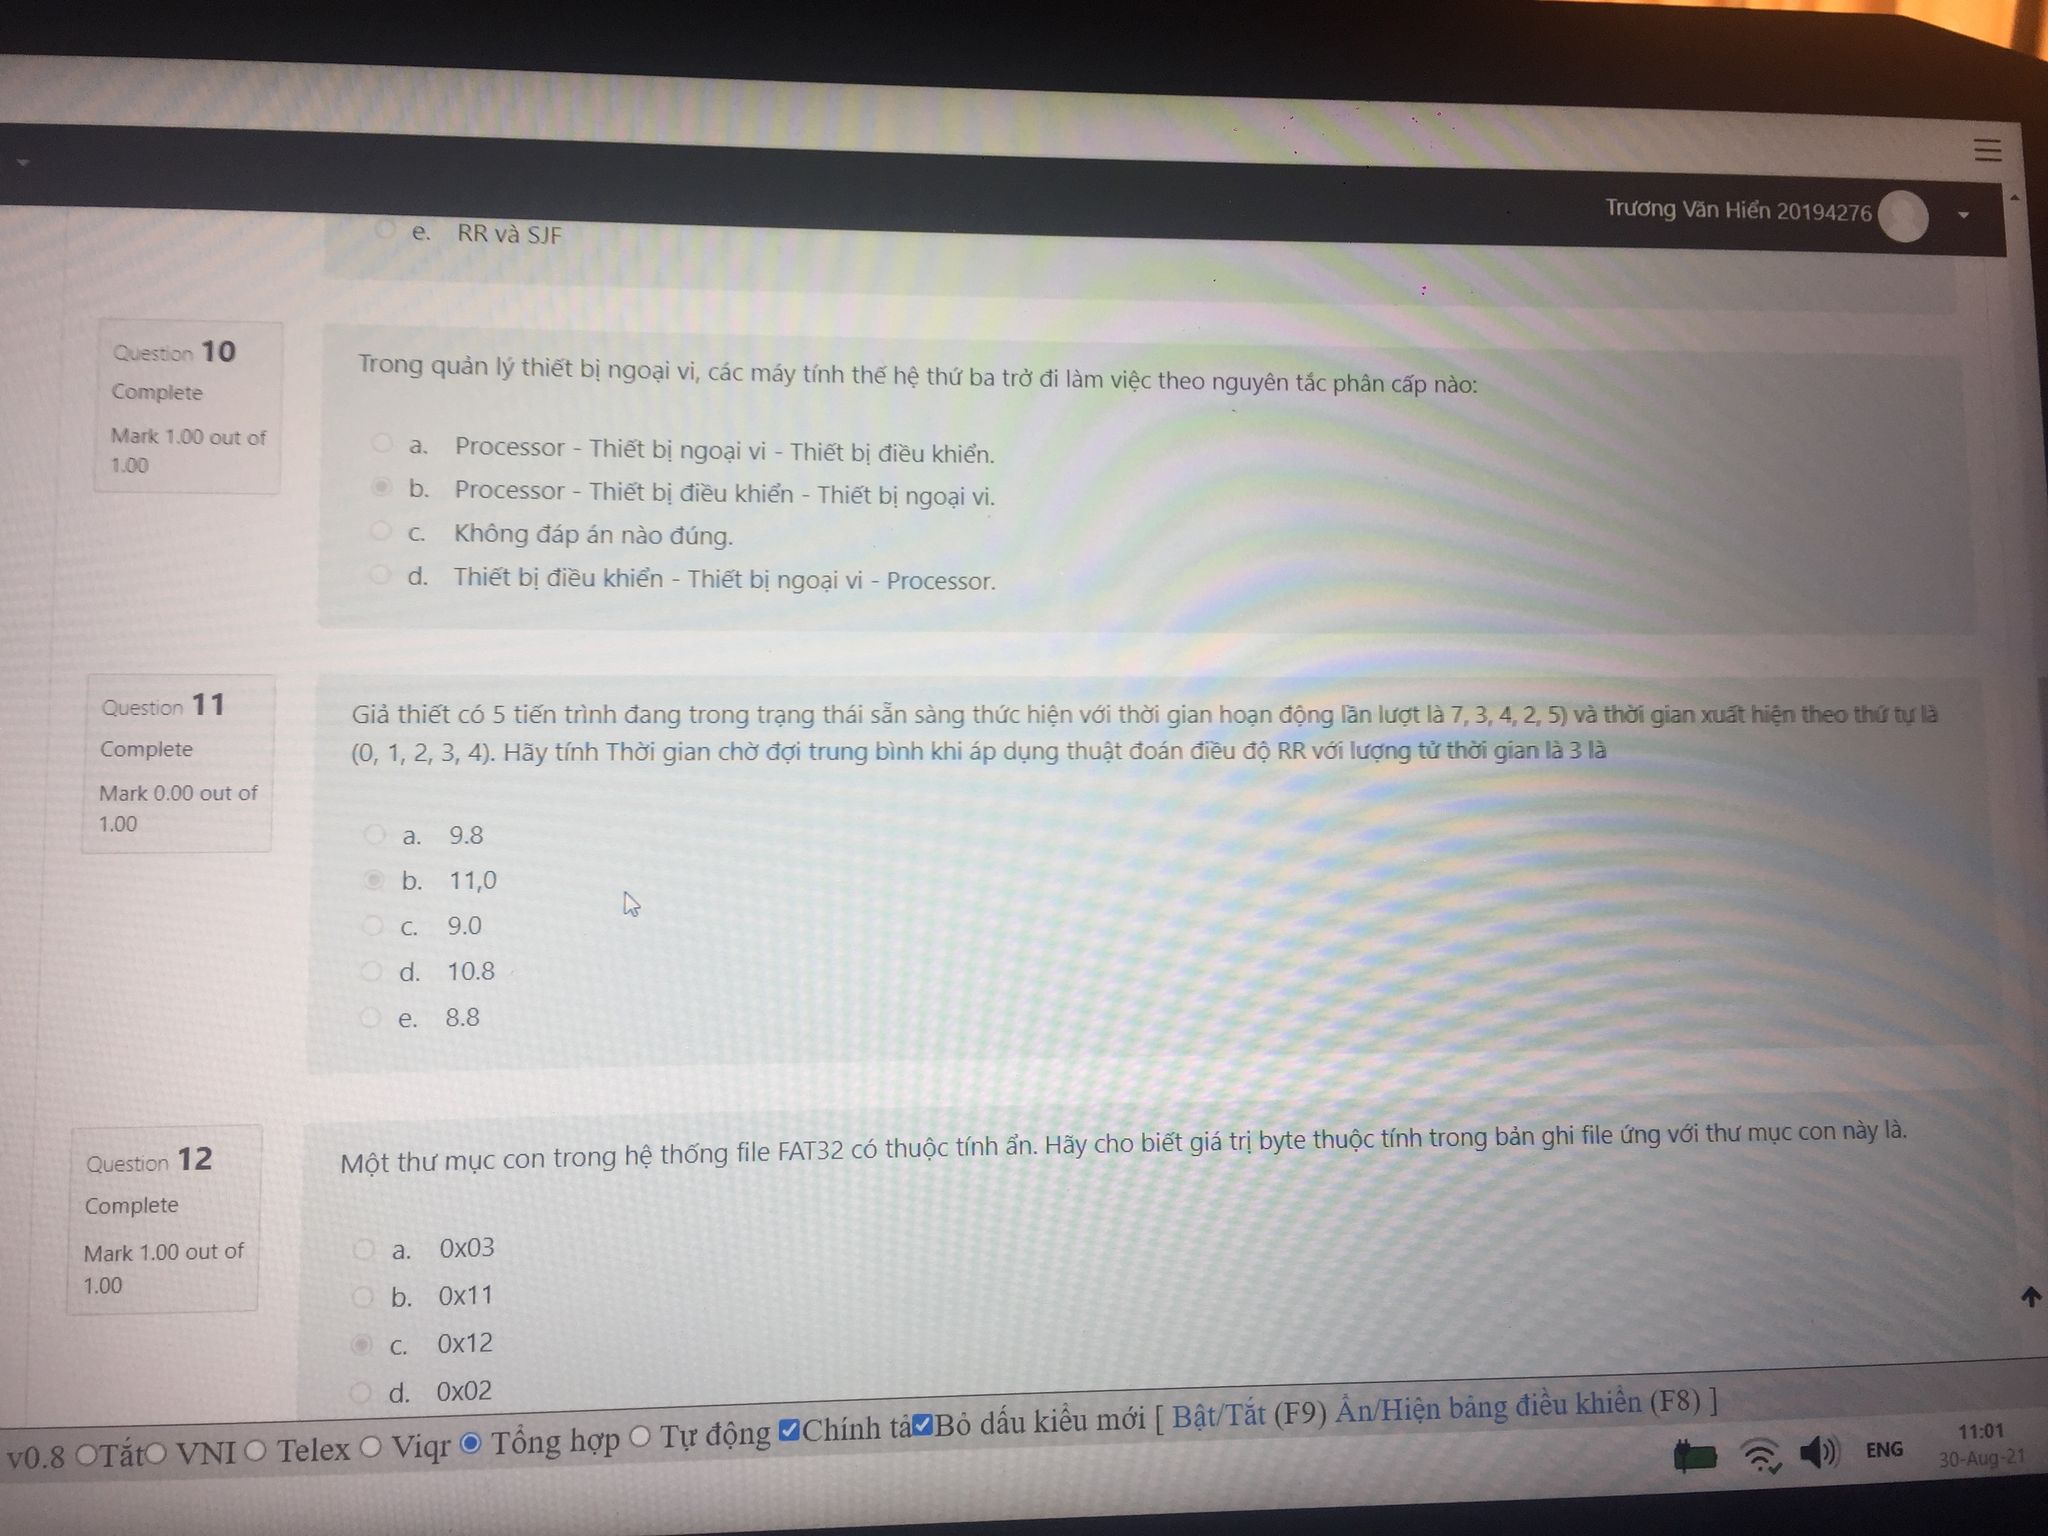 Trương Văn Hiển 20194276
e. RR và SJF
Question 10
Complete
Mark 1.00 out of
1.00
Trong quản lý thiết bị ngoại vi, các máy tính thế hệ thứ ba trở đi làm việc theo nguyên tắc phân cấp nào:
a. Processor - Thiết bị ngoại vi - Thiết bị điều khiển.
b. Processor - Thiết bị điều khiển - Thiết bị ngoại vi.
c. Không đáp án nào đúng.
d. Thiết bị điều khiển - Thiết bị ngoại vi - Processor.
Question 11
Complete
Mark 0.00 out of
1.00
Giả thiết có 5 tiến trình đang trong trạng thái sẵn sàng thức hiện với thời gian hoạn động lần lượt là 7, 3, 4, 2, 5) và thời gian xuất hiện theo thứ tự là
(0, 1, 2, 3, 4). Hãy tính Thời gian chờ đợi trung bình khi áp dụng thuật đoán điều độ RR với lượng tử thời gian là 3 là
a. 9.8
b. 11,0
c. 9.0
d. 10.8
e. 8.8
Question 12
Complete
Mark 1.00 out of
1.00
Một thư mục con trong hệ thống file FAT32 có thuộc tính ẩn. Hãy cho biết giá trị byte thuộc tính trong bản ghi file ứng với thư mục con này là.
a. 0x03
b. 0x11
c. 0x12
d. 0x02
v0.8 Tắt VNI Telex Viqr Tổng hợp Tự động Chính tả Bỏ dấu kiểu mới [ Bật/Tắt (F9) Ẩn/Hiện bảng điều khiển (F8) ]
ENG
11:01
30-Aug-21